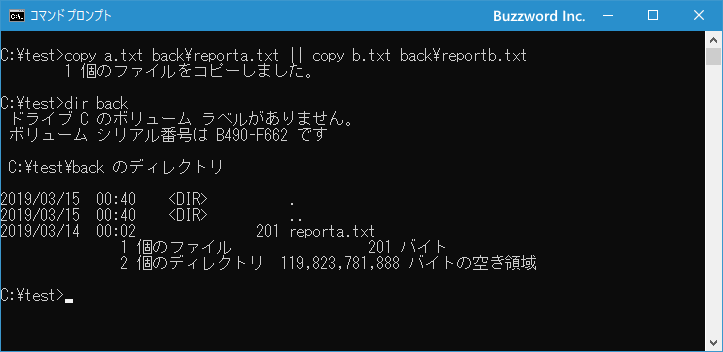 コマンドプロンプト
Buzzword Inc.
C:¥test>copy a.txt back¥reporta.txt || copy b.txt back¥reportb.txt
1 個のファイルをコピーしました。
C:¥test>dir back
ドライブ C のボリューム ラベルがありません。
ボリューム シリアル番号は B490-F662 です
C:¥test¥back のディレクトリ
2019/03/15 00:40 <DIR> .
2019/03/15 00:40 <DIR> ..
2019/03/14 00:02 201 reporta.txt
1 個のファイル 201 バイト
2 個のディレクトリ 119,823,781,888 バイトの空き領域
C:¥test>